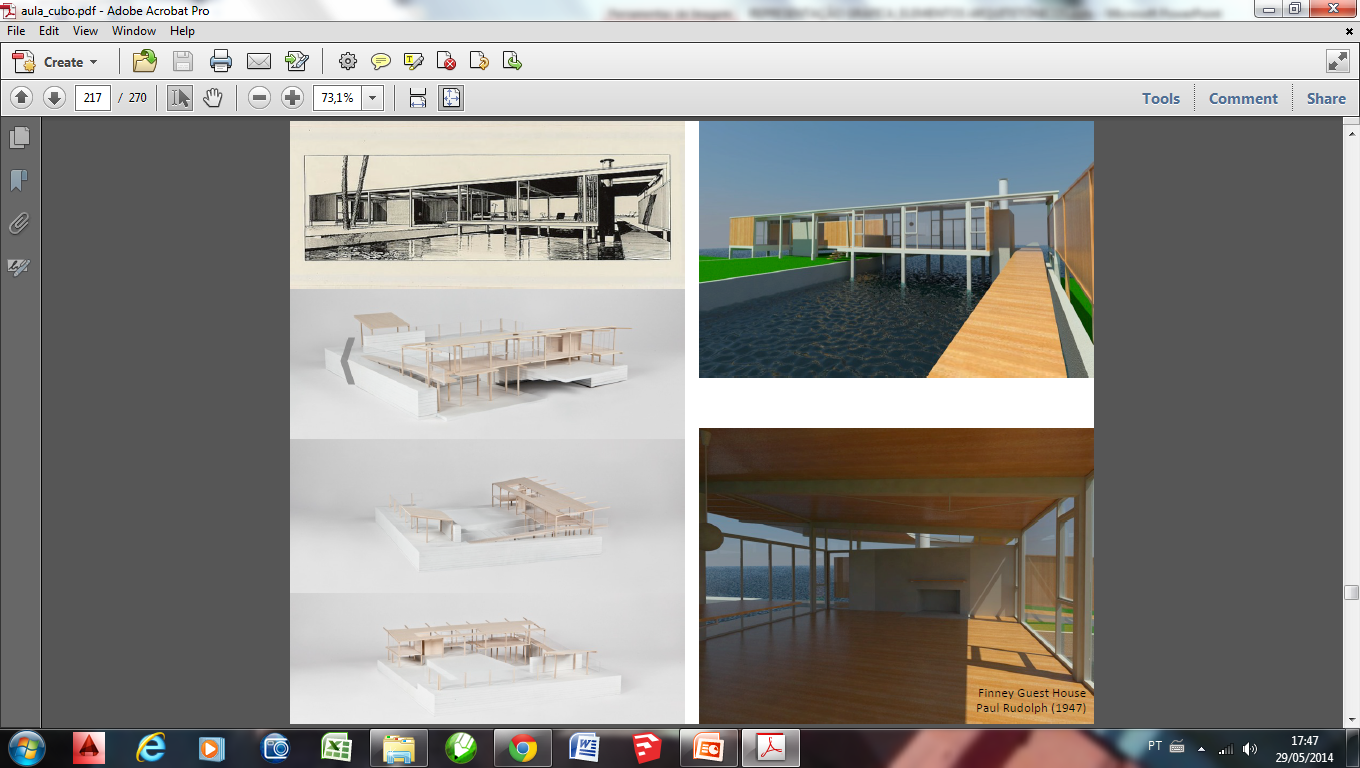 aula_cubo.pdf - Adobe Acrobat Pro
File Edit View Window Help
Create
217 / 270
73,1%
Tools Comment Share
Finney Guest House
Paul Rudolph (1947)
PT
17:47
29/05/2014